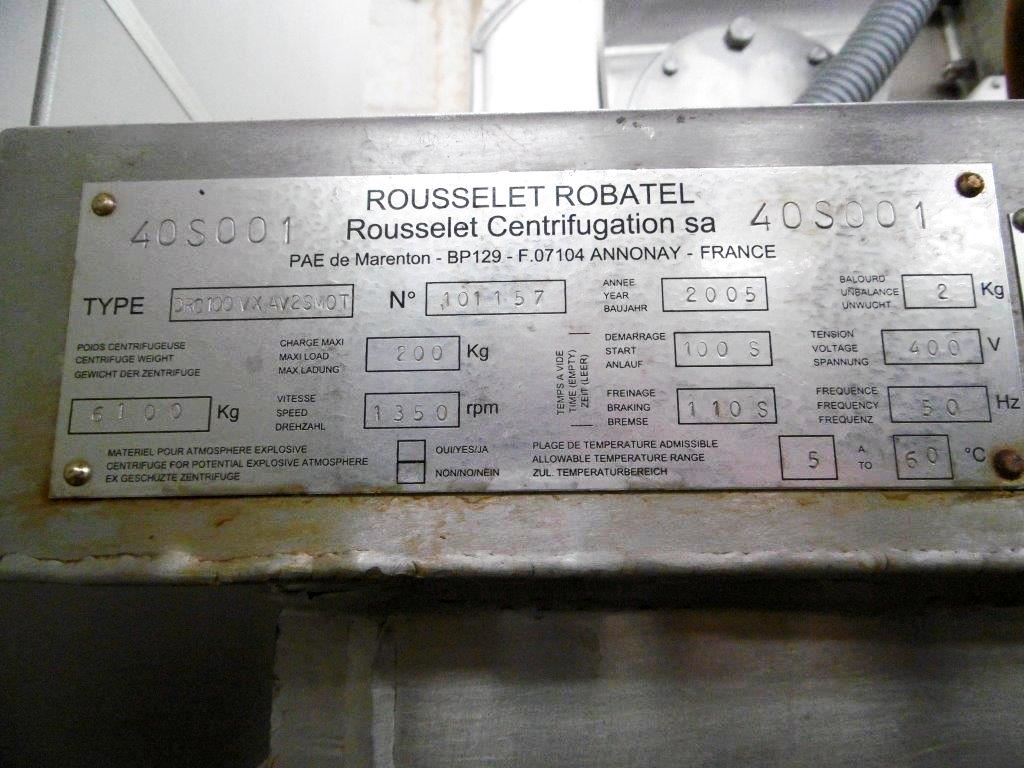 ROUSSELET ROBATEL
40S001 Rousselet Centrifugation sa 40S001
PAE de Marenton - BP129 - F.07104 ANNONAY - FRANCE
TYPE
N° 101157
ANNEE
YEAR
BAUJAHR
2005
BALOURD
UNBALANCE
UNWUCHT
2 Kg
POIDS CENTRIFUGEUSE
CENTRIFUGE WEIGHT
GEWICHT DER ZENTRIFUGE
6100 Kg
CHARGE MAXI
MAXI LOAD
MAX.LADUNG
200 Kg
VITESSE
SPEED
DREHZAHL
1350 rpm
TEMPS A VIDE
TIME (EMPTY)
ZEIT (LEER)
DEMARRAGE
START
ANLAUF
100 S
FREINAGE
BRAKING
BREMSE
110 S
TENSION
VOLTAGE
SPANNUNG
400 V
FREQUENCE
FREQUENCY
FREQUENZ
50 Hz
MATERIEL POUR ATMOSPHERE EXPLOSIVE
CENTRIFUGE FOR POTENTIAL EXPLOSIVE ATMOSPHERE
EX GESCHÜZTE ZENTRIFUGE
OUI/YES/JA
NON/NO/NEIN
PLAGE DE TEMPERATURE ADMISSIBLE
ALLOWABLE TEMPERATURE RANGE
ZUL. TEMPERATURBEREICH
5
A
TO
60 °C